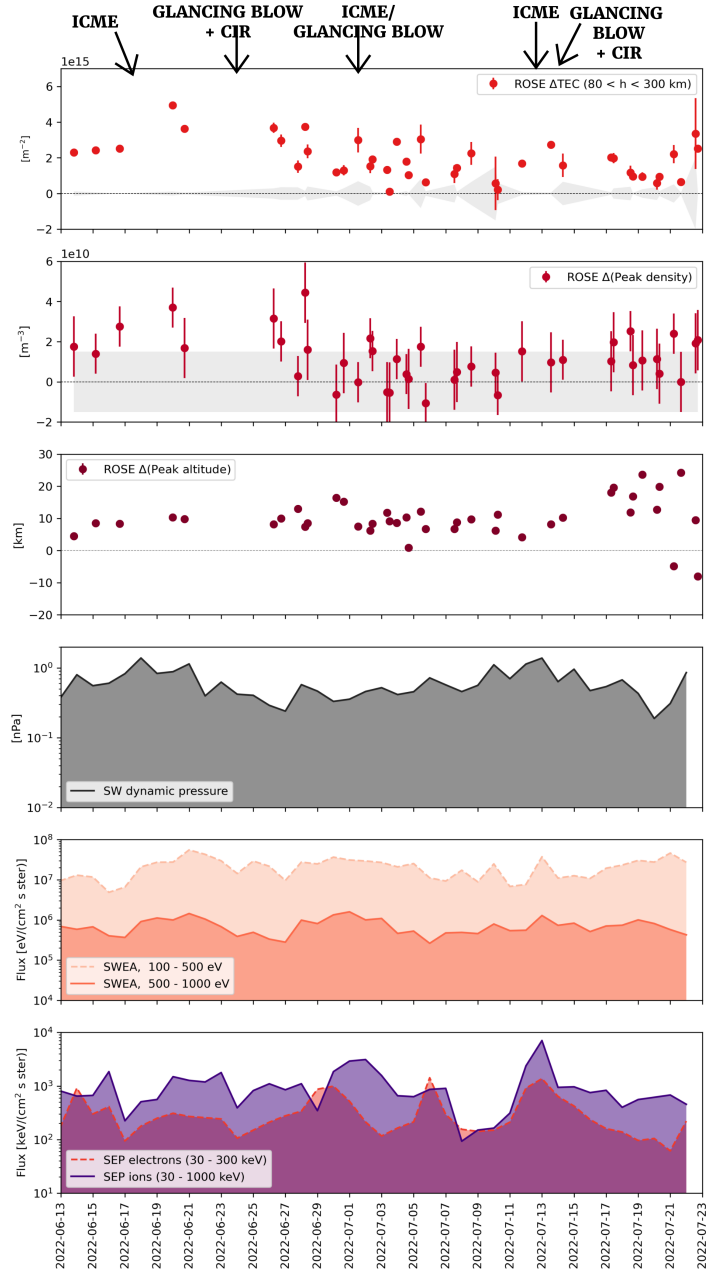 ICME
GLANCING BLOW
+ CIR
ICME/
GLANCING BLOW
ICME
GLANCING
BLOW
+ CIR
1e15
ROSE ΔTEC (80 < h < 300 km)
6
4
2
0
−2
[m⁻²]
1e10
ROSE Δ(Peak density)
6
4
2
0
−2
[m⁻³]
ROSE Δ(Peak altitude)
30
20
10
0
−10
−20
[km]
10⁰
10⁻¹
10⁻²
[nPa]
SW dynamic pressure
10⁸
10⁷
10⁶
10⁵
10⁴
Flux [eV/(cm² s ster)]
SWEA, 100 - 500 eV
SWEA, 500 - 1000 eV
10⁴
10³
10²
10¹
Flux [keV/(cm² s ster)]
SEP electrons (30 - 300 keV)
SEP ions (30 - 1000 keV)
2022-06-13
2022-06-15
2022-06-17
2022-06-19
2022-06-21
2022-06-23
2022-06-25
2022-06-27
2022-06-29
2022-07-01
2022-07-03
2022-07-05
2022-07-07
2022-07-09
2022-07-11
2022-07-13
2022-07-15
2022-07-17
2022-07-19
2022-07-21
2022-07-23